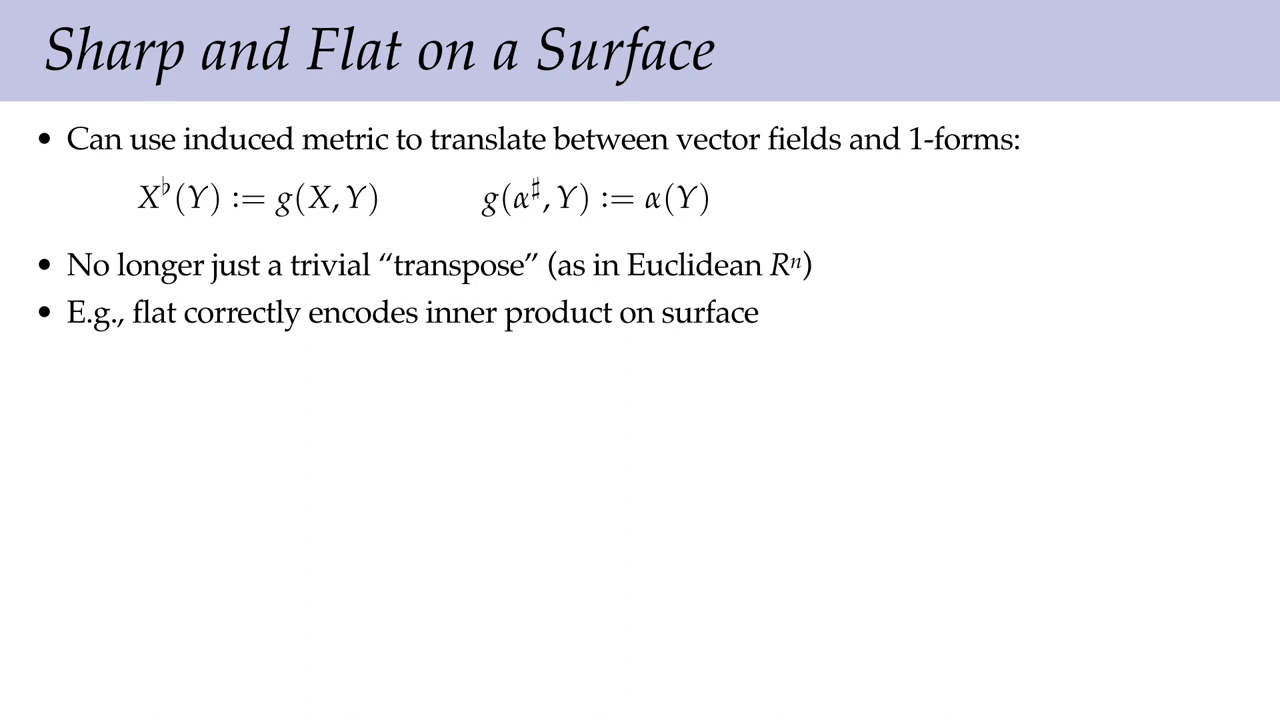 Sharp and Flat on a Surface
• Can use induced metric to translate between vector fields and 1-forms:
X♭(Y) := g(X, Y) g(α♯, Y) := α(Y)
• No longer just a trivial “transpose” (as in Euclidean Rⁿ)
• E.g., flat correctly encodes inner product on surface